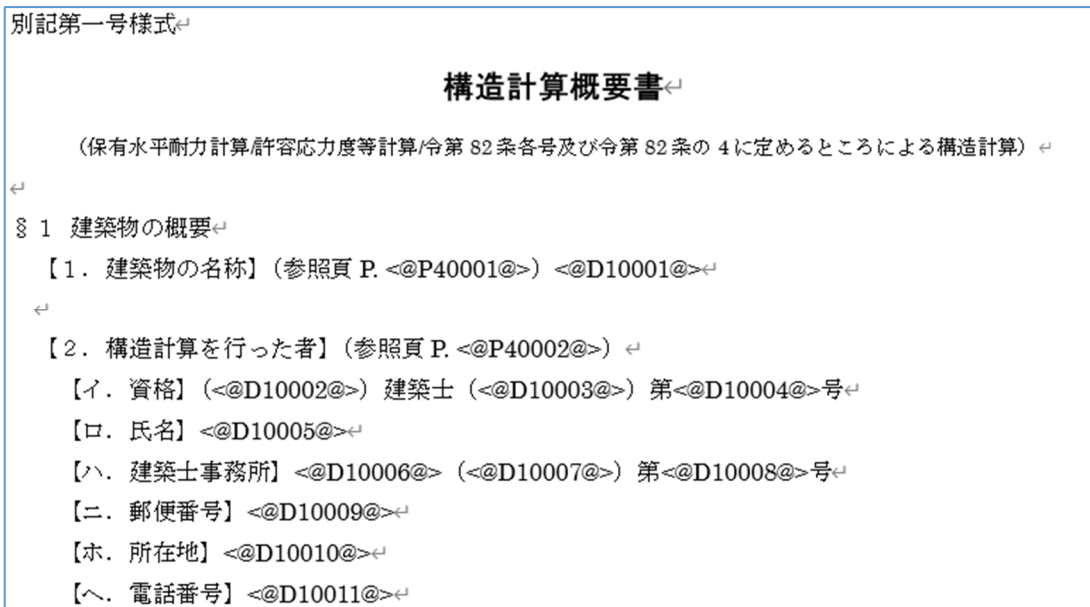 別記第一号様式
構造計算概要書
（保有水平耐力計算/許容応力度等計算/令第 82 条各号及び令第 82 条の 4 に定めるところによる構造計算）
§１ 建築物の概要
【１．建築物の名称】（参照頁 P. <@P40001@>）<@D10001@>
【２．構造計算を行った者】（参照頁 P. <@P40002@>）
【イ．資格】（<@D10002@>）建築士（<@D10003@>）第<@D10004@>号
【ロ．氏名】<@D10005@>
【ハ．建築士事務所】<@D10006@>（<@D10007@>）第<@D10008@>号
【ニ．郵便番号】<@D10009@>
【ホ．所在地】<@D10010@>
【ヘ．電話番号】<@D10011@>